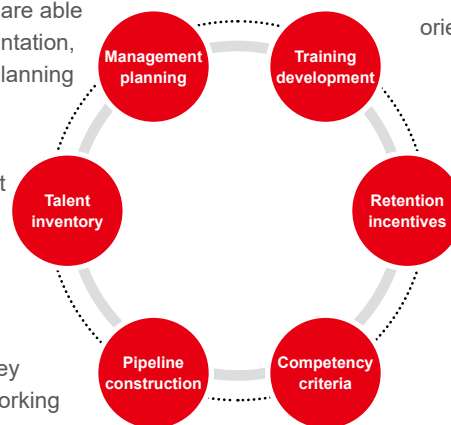 are able
ntation,
lanning
orie
Management
planning
Training
development
t
Talent
inventory
Retention
incentives
ey
orking
Pipeline
construction
Competency
criteria